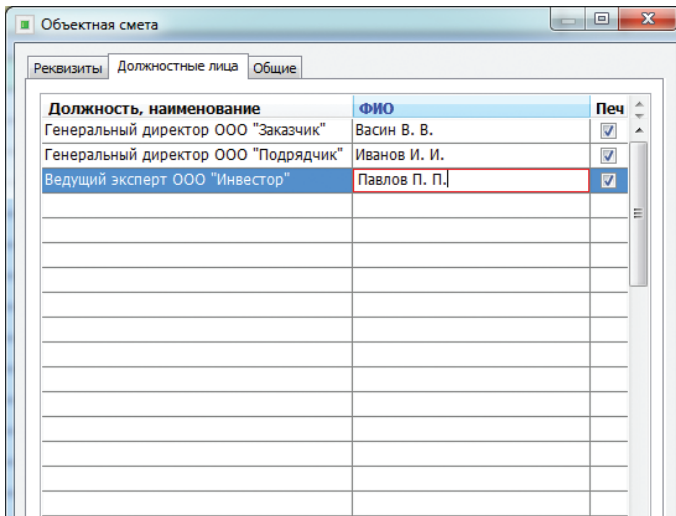 Объектная смета
Реквизиты Должностные лица Общие
Должность, наименование ФИО Печ
Генеральный директор ООО "Заказчик" Васин В. В.
Генеральный директор ООО "Подрядчик" Иванов И. И.
Ведущий эксперт ООО "Инвестор" Павлов П. П.